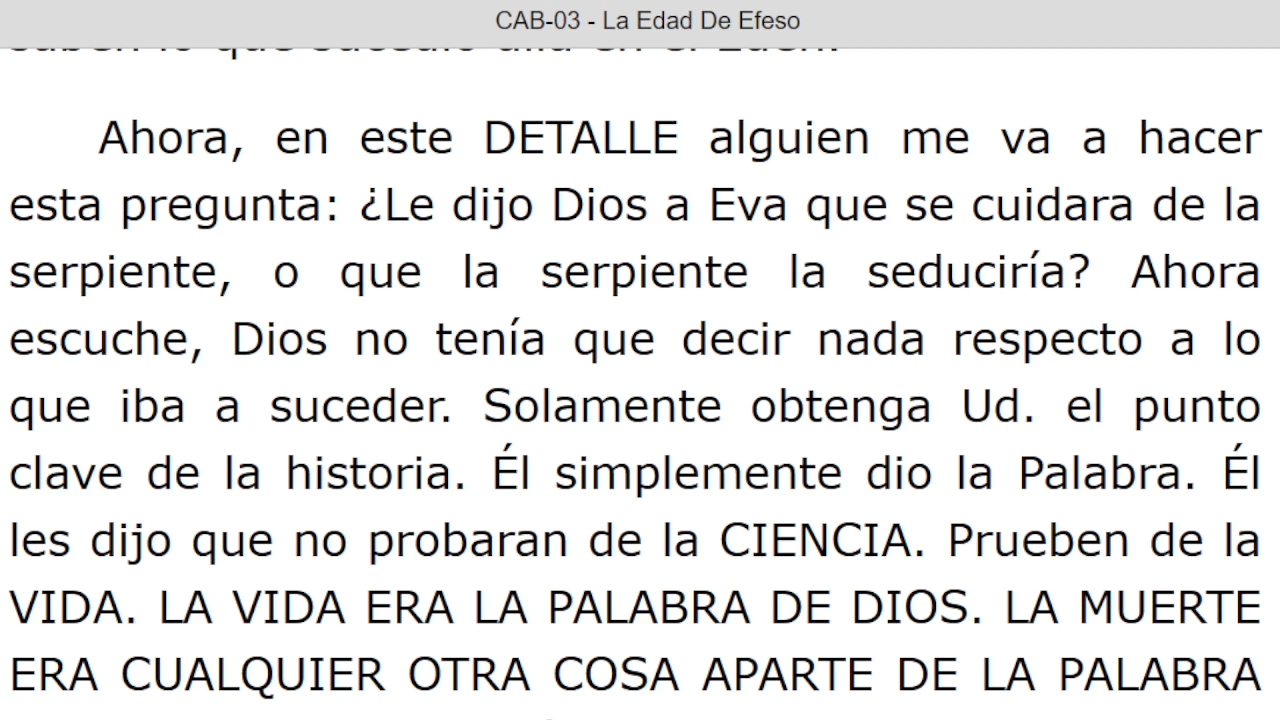 CAB-03 - La Edad De Efeso
Ahora, en este DETALLE alguien me va a hacer
esta pregunta: ¿Le dijo Dios a Eva que se cuidara de la
serpiente, o que la serpiente la seduciría? Ahora
escuche, Dios no tenía que decir nada respecto a lo
que iba a suceder. Solamente obtenga Ud. el punto
clave de la historia. Él simplemente dio la Palabra. Él
les dijo que no probaran de la CIENCIA. Prueben de la
VIDA. LA VIDA ERA LA PALABRA DE DIOS. LA MUERTE
ERA CUALQUIER OTRA COSA APARTE DE LA PALABRA